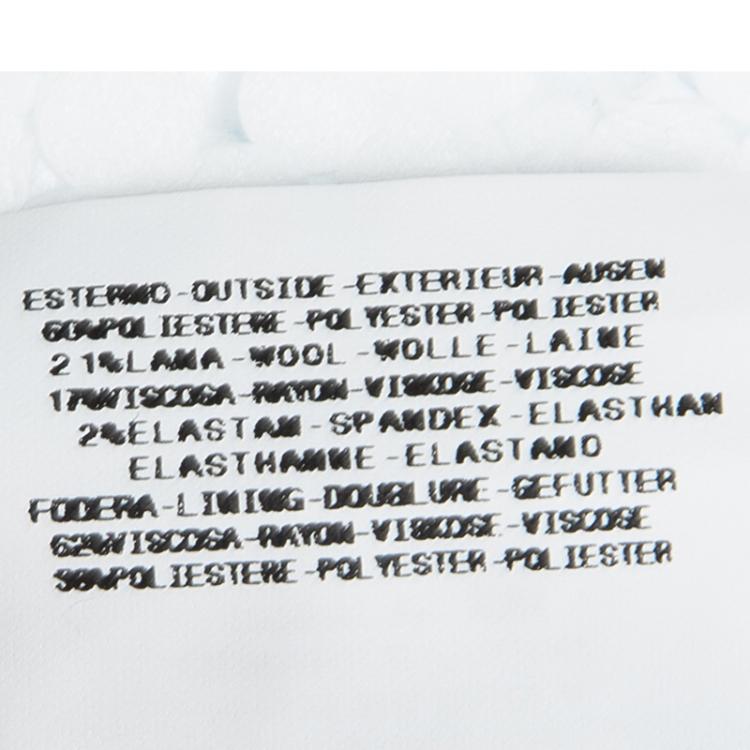 ESTERNO-OUTSIDE-EXTERIEUR-AUSEN
60%POLIESTERE-POLYESTER-POLIESTER
21%LANA-WOOL-WOLLE-LAINE
17%VISCOSA-RAYON-VISKOSE-VISCOSE
2%ELASTAN-SPANDEX-ELASTHAN
ELASTHANNE-ELASTANO
FODERA-LINING-DOUBLURE-GEFUTTER
62%VISCOSA-RAYON-VISKOSE-VISCOSE
38%POLIESTERE-POLYESTER-POLIESTER